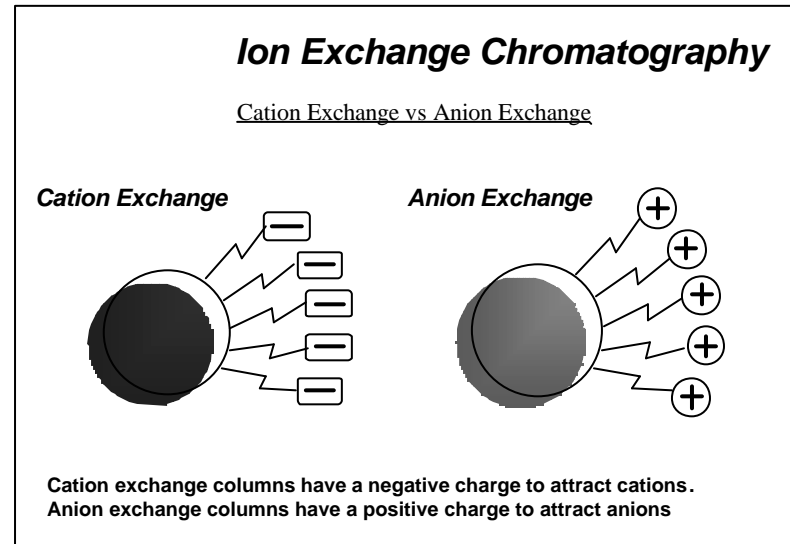 Ion Exchange Chromatography
Cation Exchange vs Anion Exchange
Cation Exchange
Anion Exchange
Cation exchange columns have a negative charge to attract cations.
Anion exchange columns have a positive charge to attract anions